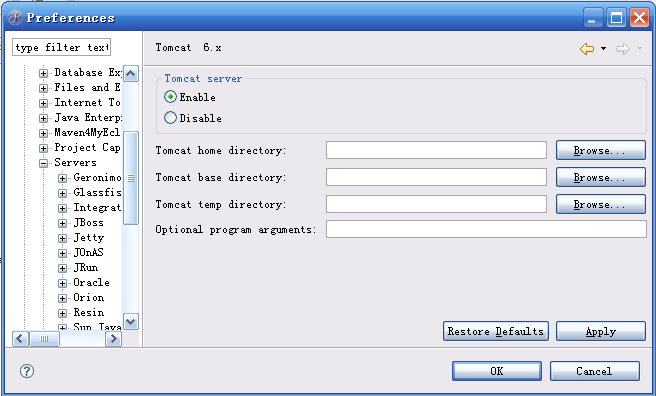 Preferences
type filter text
Tomcat 6.x
Database Ex
Files and E
Internet To
Java Enterp
Maven4MyEcl
Project Cap
Servers
Geronimo
Glassfis
Integrat
JBoss
Jetty
JOnAS
JRun
Oracle
Orion
Resin
Sun Java
Tomcat server
Enable
Disable
Tomcat home directory: Browse...
Tomcat base directory: Browse...
Tomcat temp directory: Browse...
Optional program arguments:
Restore Defaults Apply
OK Cancel